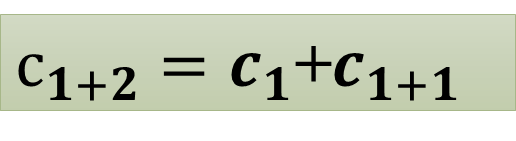 c₁₊₂ = c₁+c₁₊₁